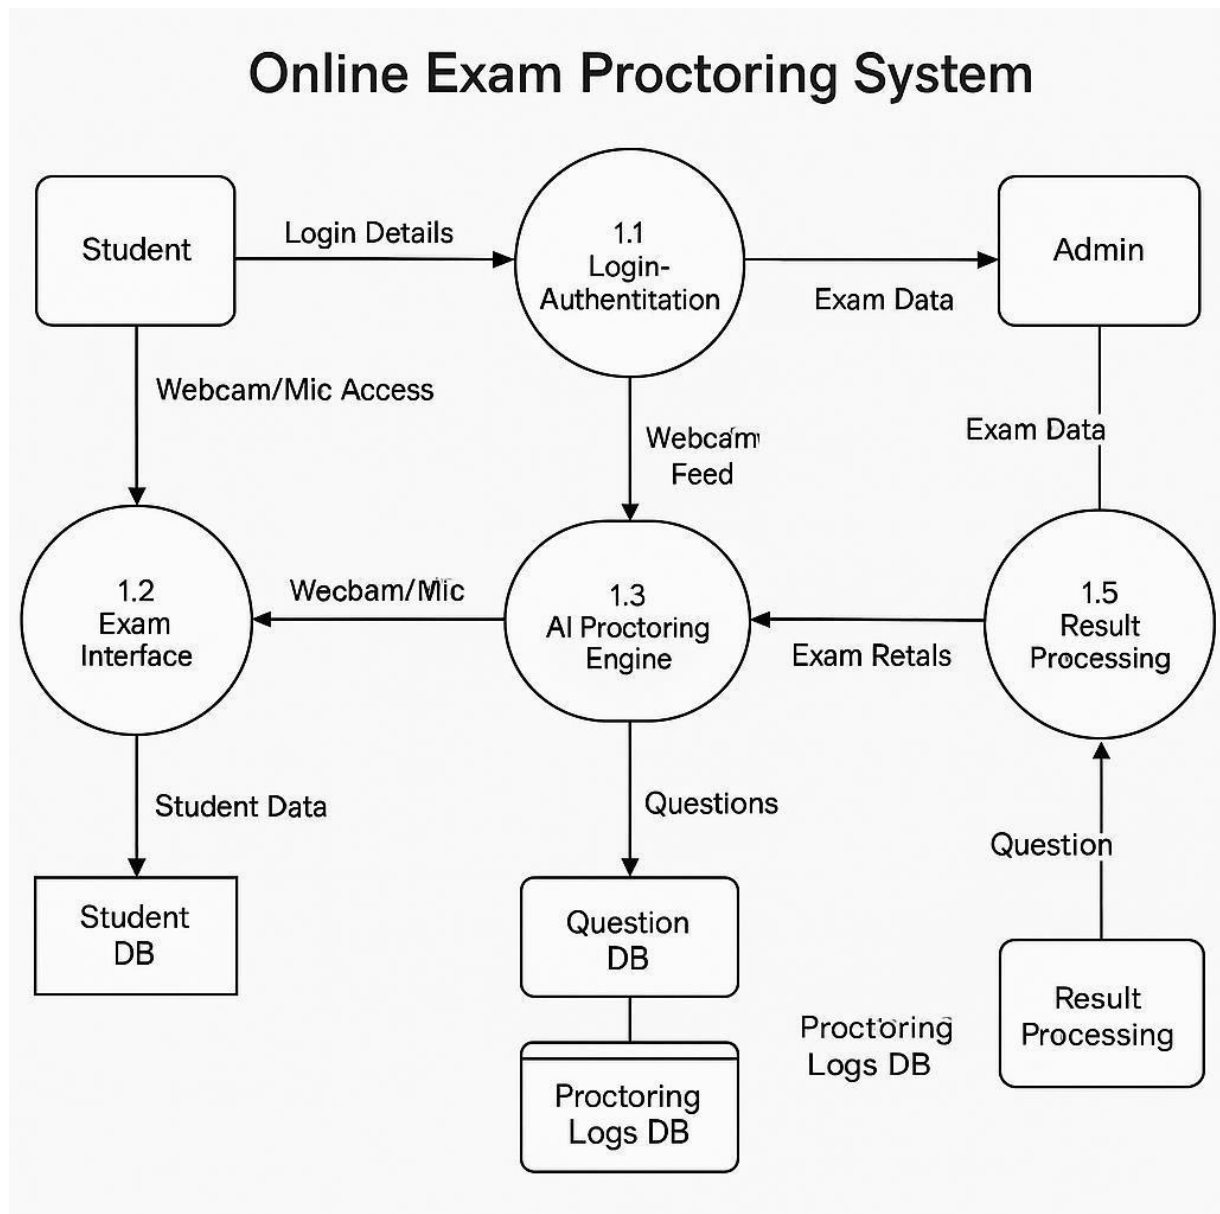 Online Exam Proctoring System
Student
Login Details
1.1
Login-
Authentitation
Exam Data
Admin
Webcam/Mic Access
Webcam
Feed
Exam Data
1.2
Exam
Interface
Wecbam/Mic
1.3
AI Proctoring
Engine
Exam Retals
1.5
Result
Processing
Student Data
Questions
Question
Student
DB
Question
DB
Proctoring
Logs DB
Result
Processing
Proctoring
Logs DB